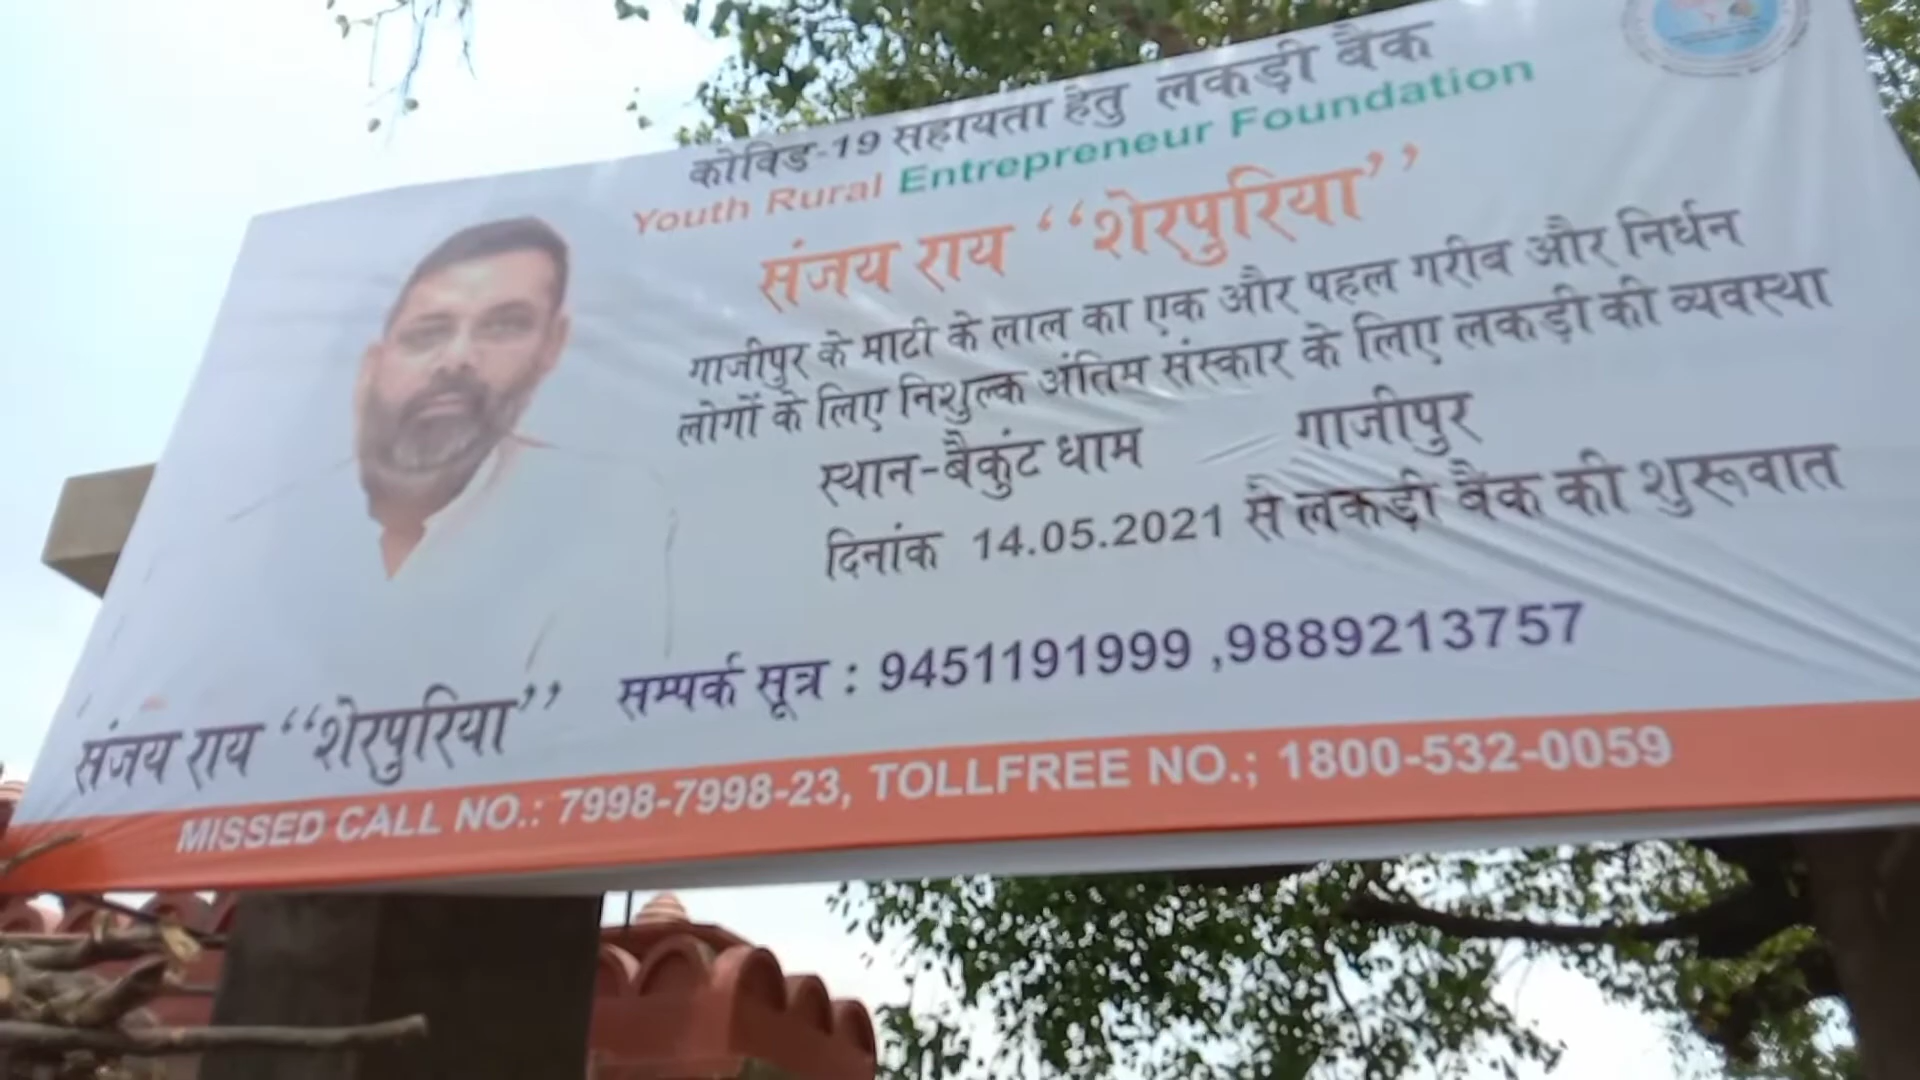 कोविड-19 सहायता हेतु लकड़ी बैंक
Youth Rural Entrepreneur Foundation
संजय राय “शेरपुरिया”
गाजीपुर के माटी के लाल का एक और पहल गरीब और निर्धन
लोगों के लिए निशुल्क अंतिम संस्कार के लिए लकड़ी की व्यवस्था
स्थान-बैकुंट धाम गाजीपुर
दिनांक 14.05.2021 से लकड़ी बैंक की शुरूवात
सम्पर्क सूत्र : 9451191999 ,9889213757
संजय राय “शेरपुरिया”
MISSED CALL NO.: 7998-7998-23, TOLLFREE NO.; 1800-532-0059